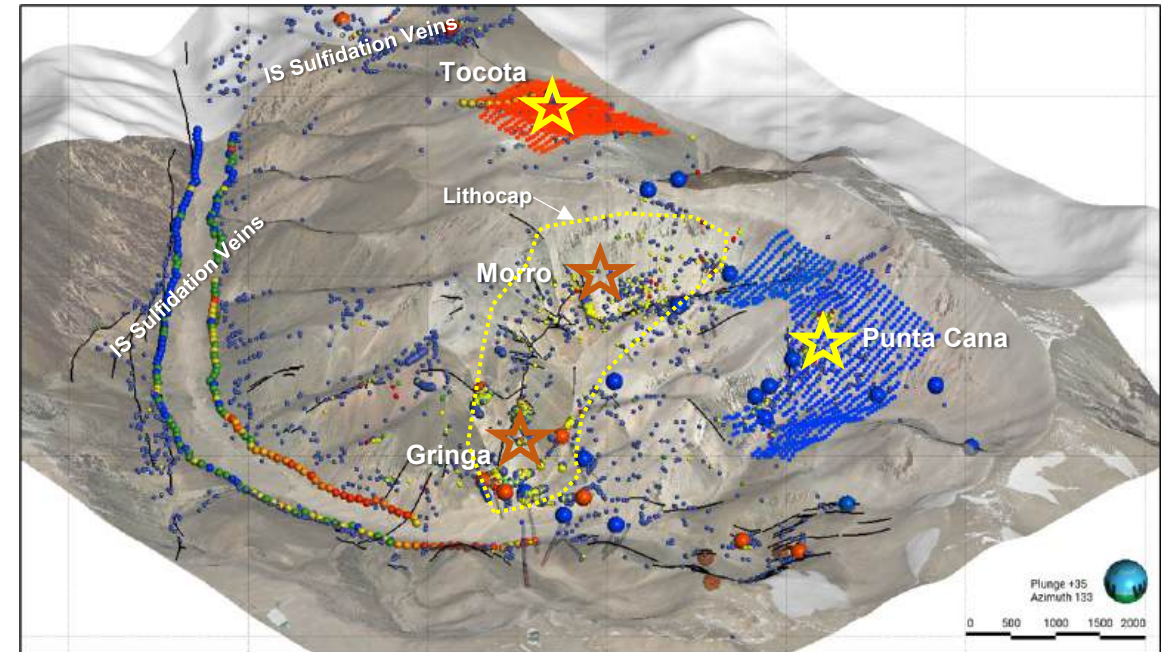 IS Sulfidation Veins
Tocota
Lithocap
Morro
IS Sulfidation Veins
Punta Cana
Gringa
Plunge +35
Azimuth 133
0 500 1000 1500 2000